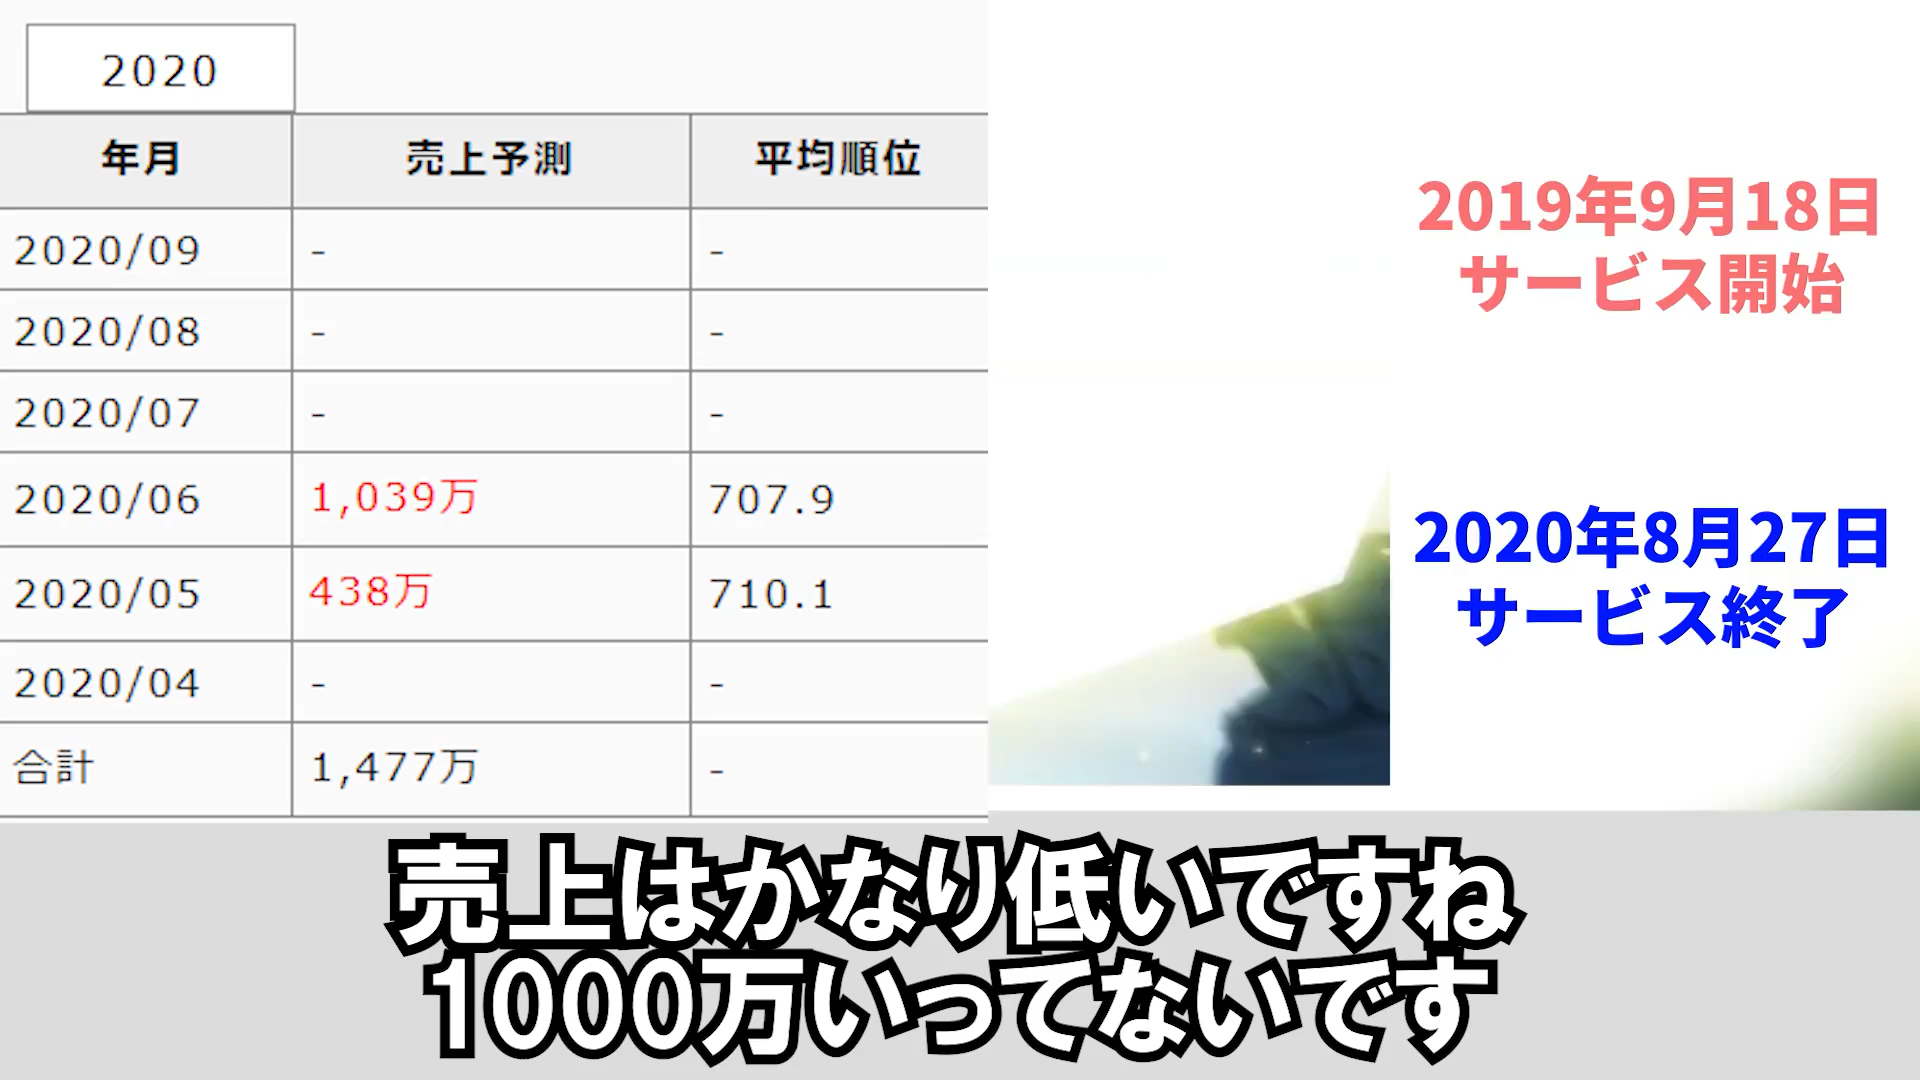 2020
年月 売上予測 平均順位
2020/09 - -
2020/08 - -
2020/07 - -
2020/06 1,039万 707.9
2020/05 438万 710.1
2020/04 - -
合計 1,477万 -
2019年9月18日
サービス開始
2020年8月27日
サービス終了
売上はかなり低いですね
1000万いってないです